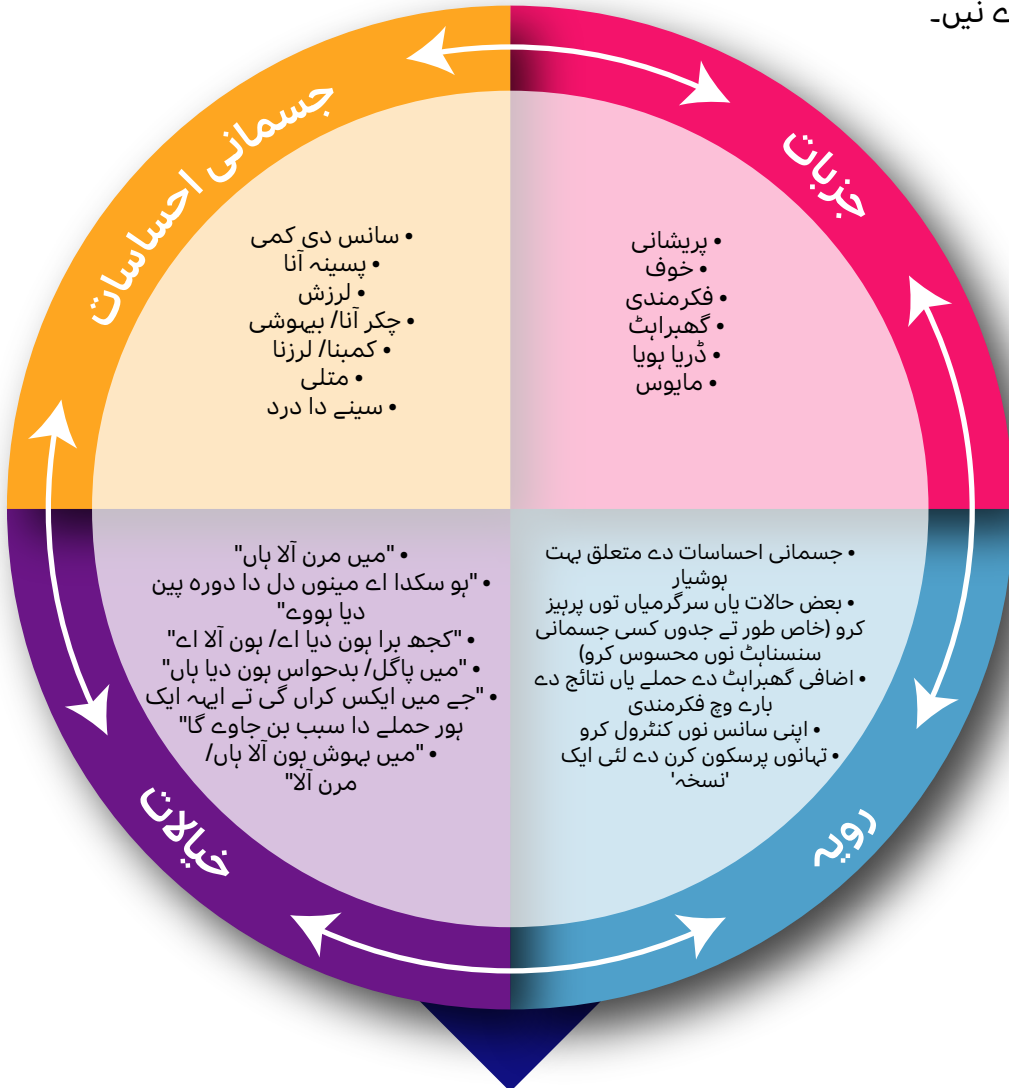 ے نیں۔
جسمانی احساسات
• سانس دی کمی
• پسینہ آنا
• لرزش
• چکر آنا/ بیہوشی
• کمبنا/ لرزنا
• متلی
• سینے دا درد
جزبات
• پریشانی
• خوف
• فکرمندی
• گھبراہٹ
• ڈریا ہویا
• مایوس
• "میں مرن آلا ہاں"
• "ہو سکدا اے مینوں دل دا دورہ پین
دیا ہووے"
• "کجھ برا ہون دیا اے/ ہون آلا اے"
• "میں پاگل/ بدحواس ہون دیا ہاں"
• "جے میں ایکس کراں گی تے ایہہ ایک
ہور حملے دا سبب بن جاوے گا"
• "میں بہوش ہون آلا ہاں/
مرن آلا"
خیالات
• جسمانی احساسات دے متعلق بہت
ہوشیار
• بعض حالات یاں سرگرمیاں توں پرہیز
کرو (خاص طور تے جدوں کسی جسمانی
سنسناہٹ نوں محسوس کرو)
• اضافی گھبراہٹ دے حملے یاں نتائج دے
بارے وچ فکرمندی
• اپنی سانس نوں کنٹرول کرو
• تہانوں پرسکون کرن دے لئی ایک
'نسخہ'
رویہ